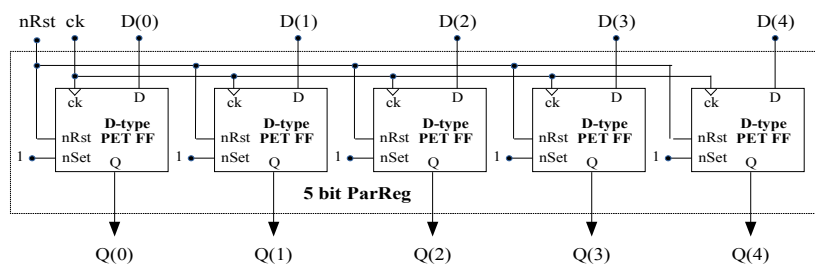 nRst ck D(0) D(1) D(2) D(3) D(4)
ck D ck D ck D ck D ck D
D-type D-type D-type D-type D-type
nRst PET FF nRst PET FF nRst PET FF nRst PET FF nRst PET FF
1 nSet Q 1 nSet Q 1 nSet Q 1 nSet Q 1 nSet Q
5 bit ParReg
Q(0) Q(1) Q(2) Q(3) Q(4)